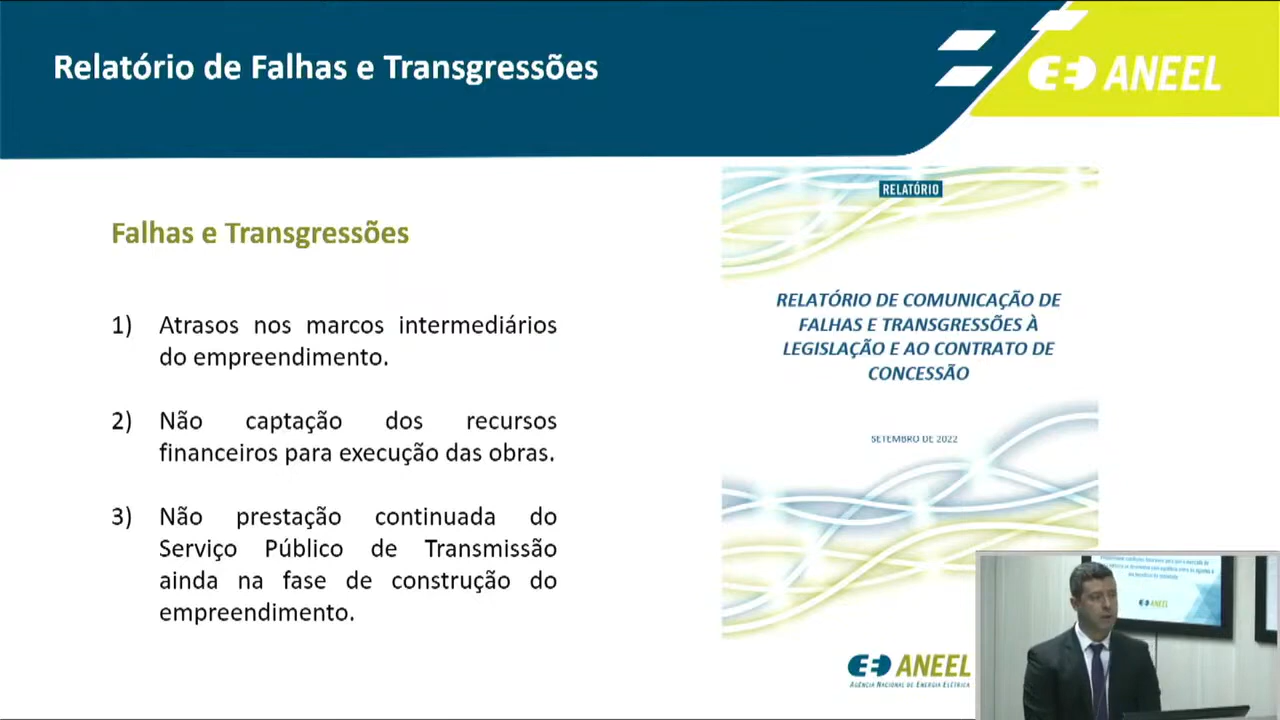 Relatório de Falhas e Transgressões
ANEEL
Falhas e Transgressões
1) Atrasos nos marcos intermediários
do empreendimento.
2) Não captação dos recursos
financeiros para execução das obras.
3) Não prestação continuada do
Serviço Público de Transmissão
ainda na fase de construção do
empreendimento.
RELATÓRIO
RELATÓRIO DE COMUNICAÇÃO DE
FALHAS E TRANSGRESSÕES À
LEGISLAÇÃO E AO CONTRATO DE
CONCESSÃO
SETEMBRO DE 2022
ANEEL
AGÊNCIA NACIONAL DE ENERGIA ELÉTRICA
ANEEL